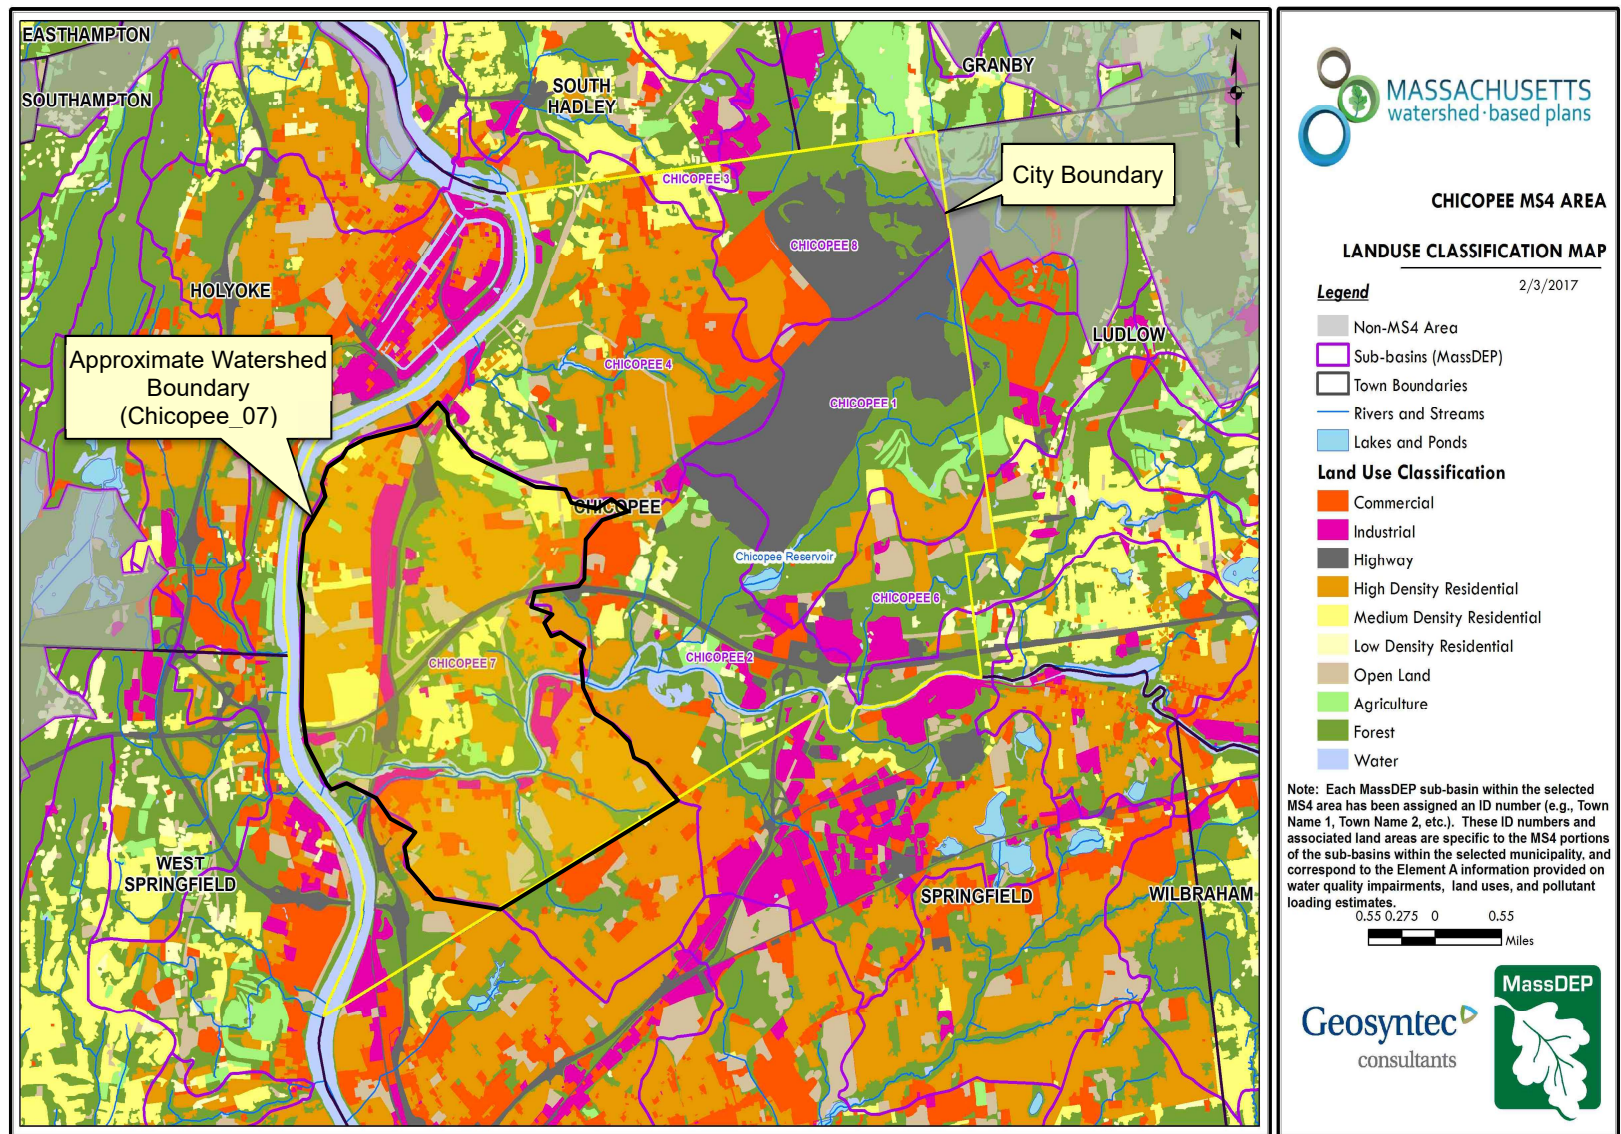 EASTHAMPTON
SOUTHAMPTON
SOUTH
HADLEY
GRANBY
N
CHICOPEE 3
City Boundary
CHICOPEE 8
HOLYOKE
LUDLOW
Approximate Watershed
Boundary
(Chicopee_07)
CHICOPEE 4
CHICOPEE 1
CHICOPEE
Chicopee Reservoir
CHICOPEE 6
CHICOPEE 7
CHICOPEE 2
WEST
SPRINGFIELD
SPRINGFIELD
WILBRAHAM
MASSACHUSETTS
watershed·based plans
CHICOPEE MS4 AREA
LANDUSE CLASSIFICATION MAP
2/3/2017
Legend
Non-MS4 Area
Sub-basins (MassDEP)
Town Boundaries
Rivers and Streams
Lakes and Ponds
Land Use Classification
Commercial
Industrial
Highway
High Density Residential
Medium Density Residential
Low Density Residential
Open Land
Agriculture
Forest
Water
Note: Each MassDEP sub-basin within the selected
MS4 area has been assigned an ID number (e.g., Town
Name 1, Town Name 2, etc.). These ID numbers and
associated land areas are specific to the MS4 portions
of the sub-basins within the selected municipality, and
correspond to the Element A information provided on
water quality impairments, land uses, and pollutant
loading estimates.
0.55 0.275 0 0.55
Miles
Geosyntec
consultants
MassDEP